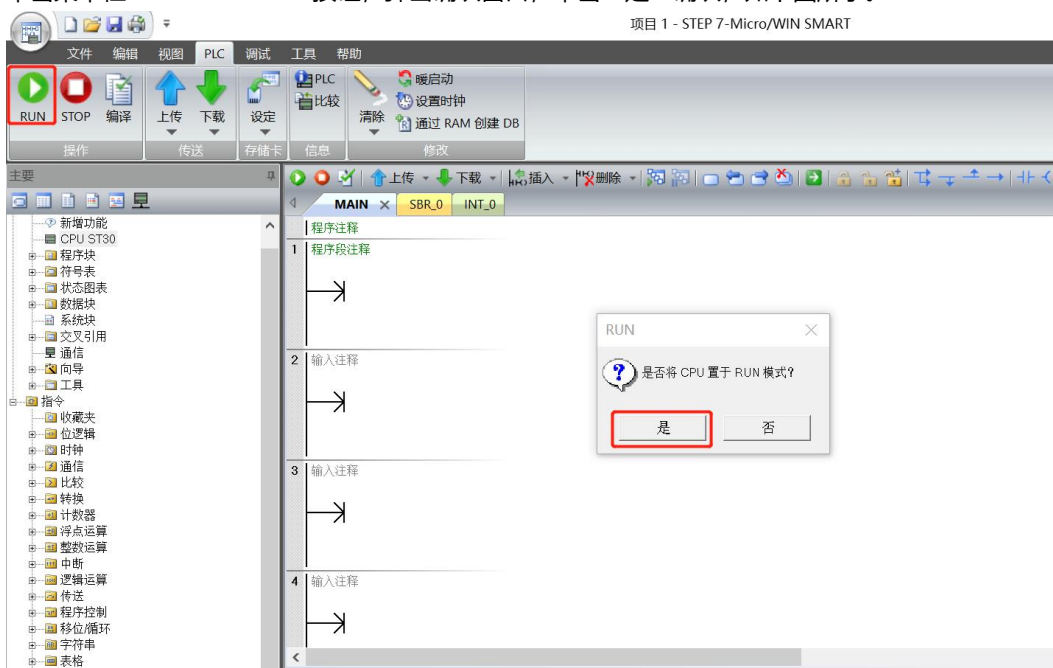 项目 1 - STEP 7-Micro/WIN SMART
文件 编辑 视图 PLC 调试 工具 帮助
RUN STOP 编译 上传 下载 设定 PLC 比较 清除 暖启动
设置时钟
通过 RAM 创建 DB
操作 传送 存储卡 信息 修改
主要
上传 下载 插入 删除
MAIN SBR_0 INT_0
新增功能
CPU ST30
程序块
符号表
状态图表
数据块
系统块
交叉引用
通信
向导
工具
指令
收藏夹
位逻辑
时钟
通信
比较
转换
计数器
浮点运算
整数运算
中断
逻辑运算
传送
程序控制
移位/循环
字符串
表格
程序注释
1 程序段注释
2 输入注释
3 输入注释
4 输入注释
RUN
是否将 CPU 置于 RUN 模式?
是 否